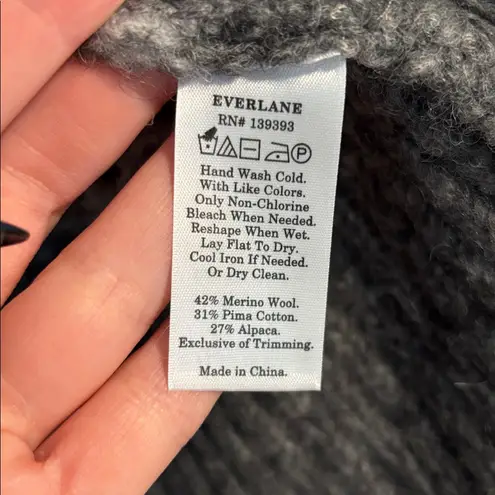 EVERLANE
RN# 139393
P
Hand Wash Cold.
With Like Colors.
Only Non-Chlorine
Bleach When Needed.
Reshape When Wet.
Lay Flat To Dry.
Cool Iron If Needed.
Or Dry Clean.
42% Merino Wool.
31% Pima Cotton.
27% Alpaca.
Exclusive of Trimming.
Made in China.